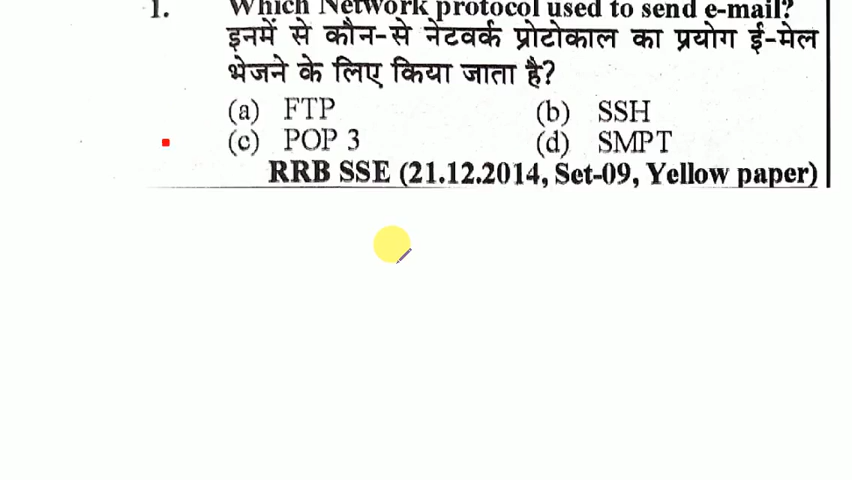 1. Which Network protocol used to send e-mail?
इनमें से कौन-से नेटवर्क प्रोटोकाल का प्रयोग ई-मेल
भेजने के लिए किया जाता है?
(a) FTP (b) SSH
(c) POP 3 (d) SMPT
RRB SSE (21.12.2014, Set-09, Yellow paper)